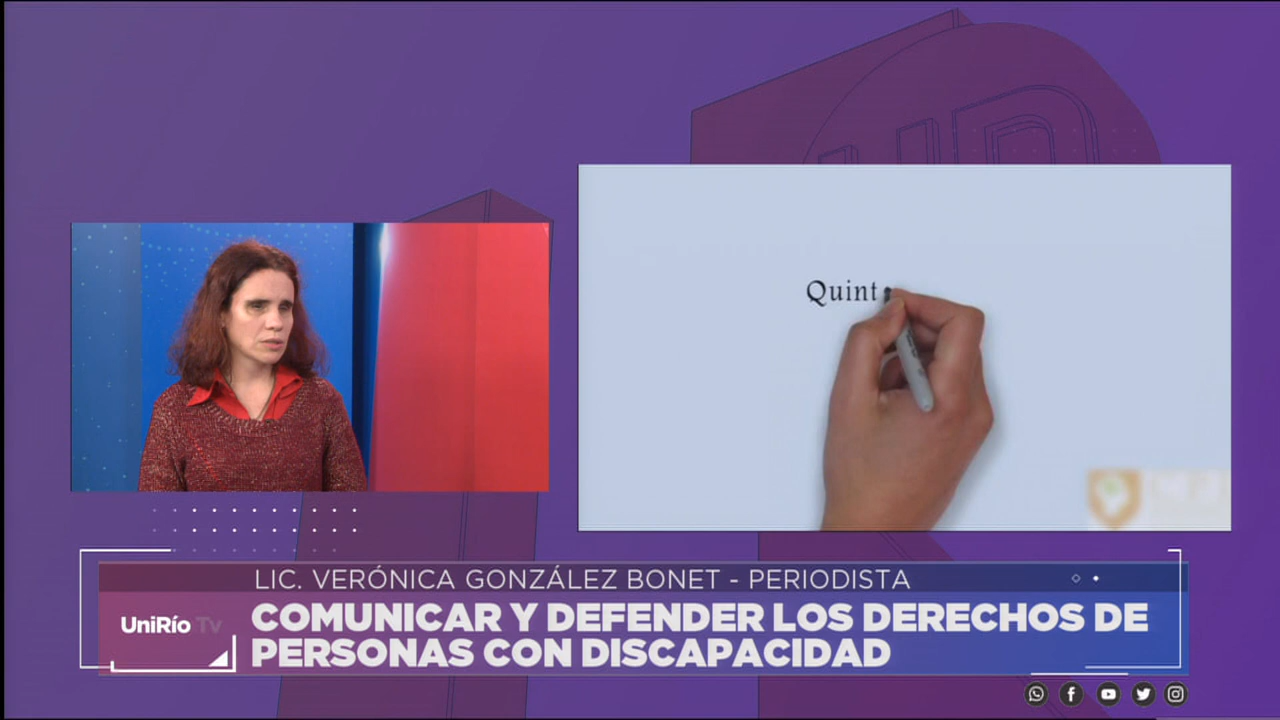 Quint
LIC. VERÓNICA GONZÁLEZ BONET - PERIODISTA
UniRío Tv
COMUNICAR Y DEFENDER LOS DERECHOS DE
PERSONAS CON DISCAPACIDAD